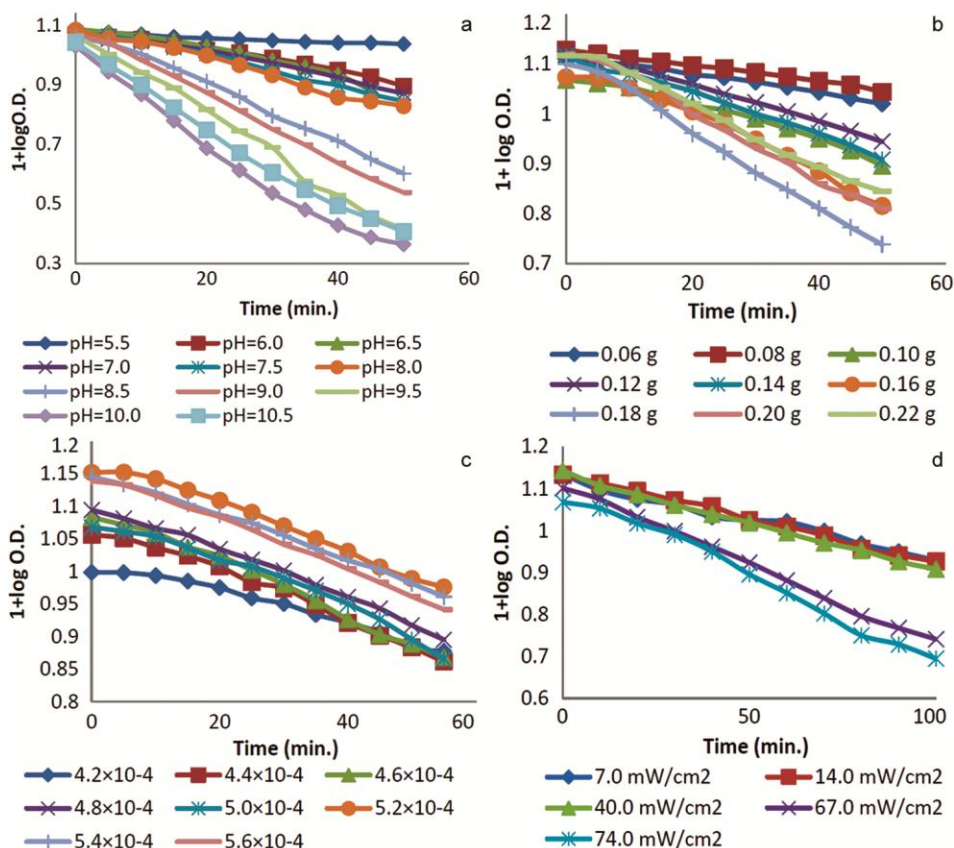 a
1.1
0.9
0.7
0.5
0.3
1+logO.D.
0 20 40 60
Time (min.)
pH=5.5 pH=6.0 pH=6.5
pH=7.0 pH=7.5 pH=8.0
pH=8.5 pH=9.0 pH=9.5
pH=10.0 pH=10.5
b
1.2
1.1
1
0.9
0.8
0.7
1+ log O.D.
0 20 40 60
Time (min.)
0.06 g 0.08 g 0.10 g
0.12 g 0.14 g 0.16 g
0.18 g 0.20 g 0.22 g
c
1.2
1.15
1.1
1.05
1
0.95
0.9
0.85
0.8
1+log O.D.
0 20 40 60
Time (min.)
4.2×10-4 4.4×10-4 4.6×10-4
4.8×10-4 5.0×10-4 5.2×10-4
5.4×10-4 5.6×10-4
d
1.2
1.1
1
0.9
0.8
0.7
0.6
1+log O.D.
0 50 100
Time (min.)
7.0 mW/cm2 14.0 mW/cm2
40.0 mW/cm2 67.0 mW/cm2
74.0 mW/cm2